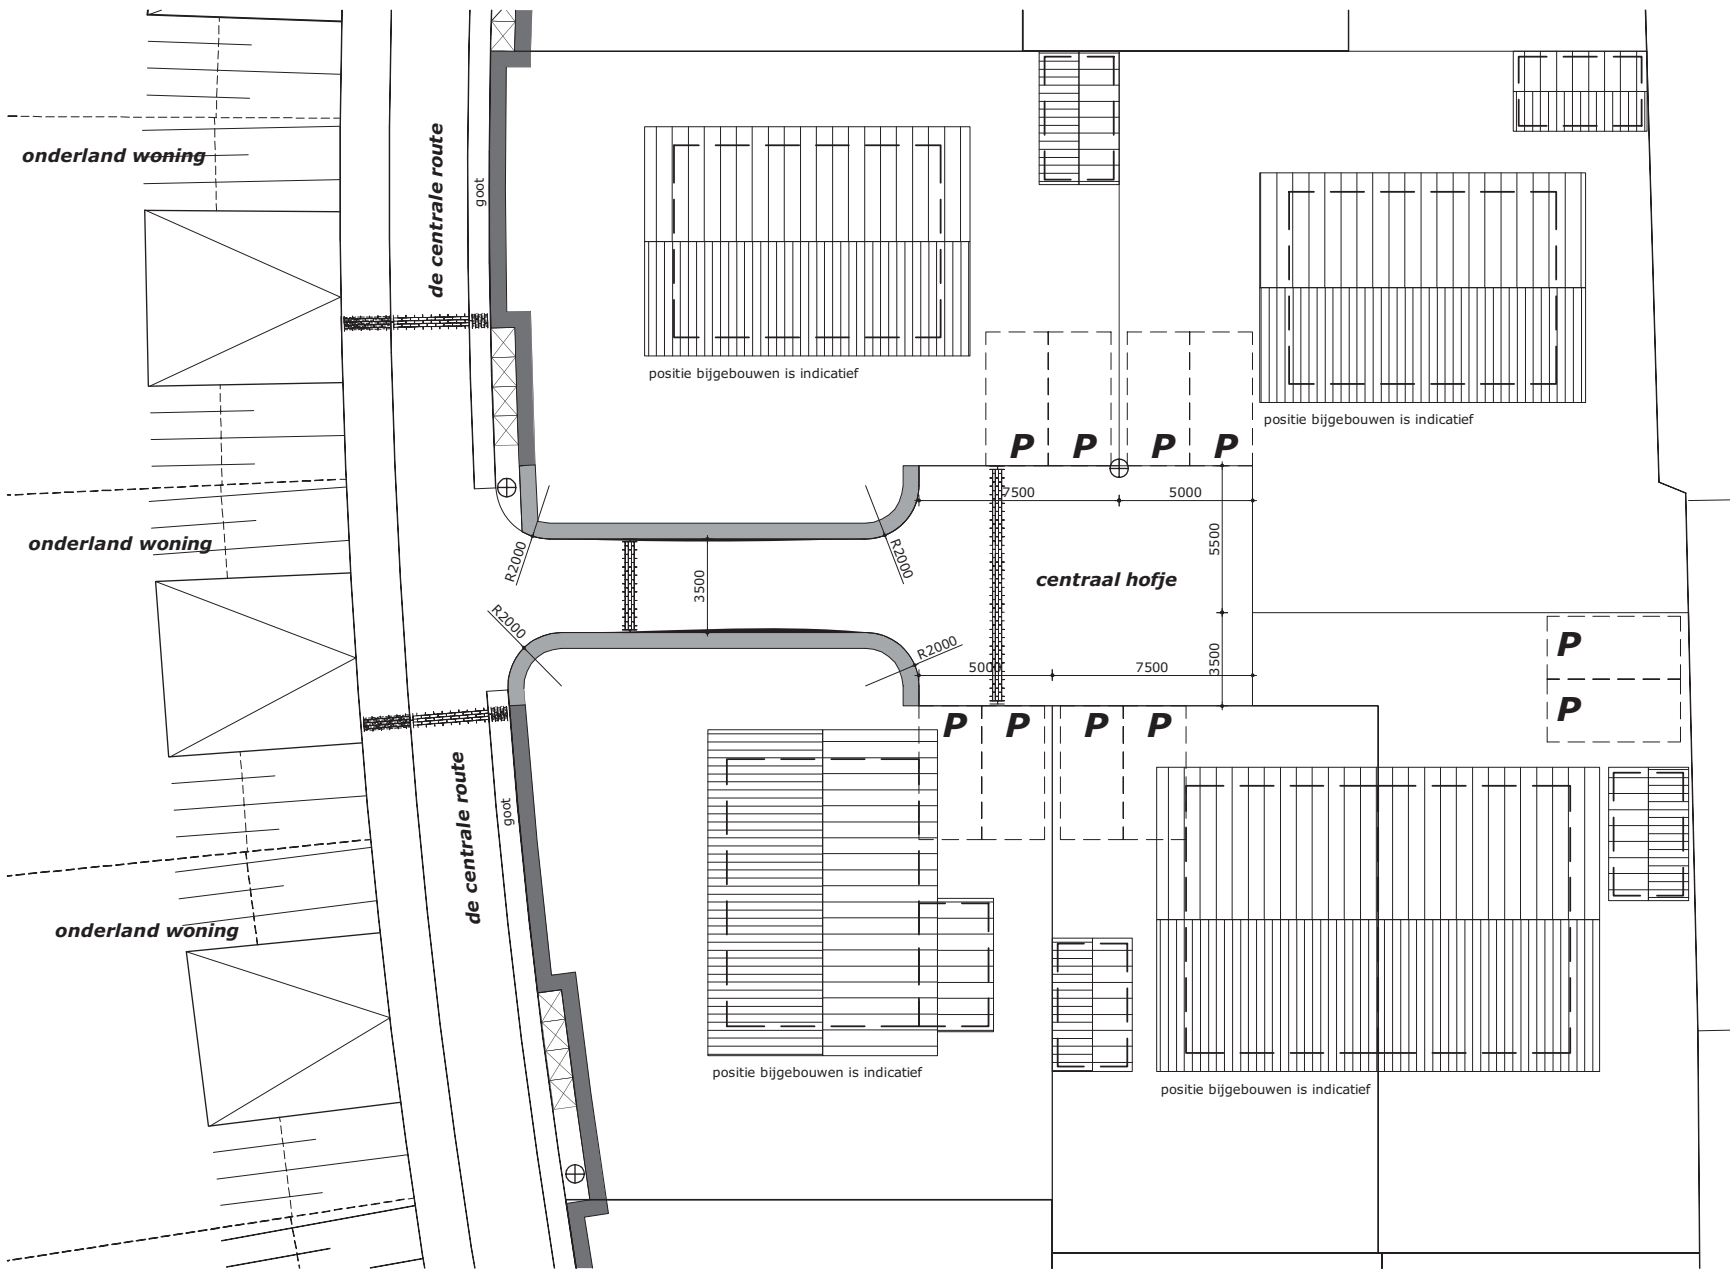 onderland woning
de centrale route
goot
positie bijgebouwen is indicatief
positie bijgebouwen is indicatief
P P P P
7500 5000
R2000
R2000
3500
5500
onderland woning
centraal hofje
R2000
R2000
5000 7500
3500
P
P
P P P P
de centrale route
goot
onderland woning
positie bijgebouwen is indicatief
positie bijgebouwen is indicatief